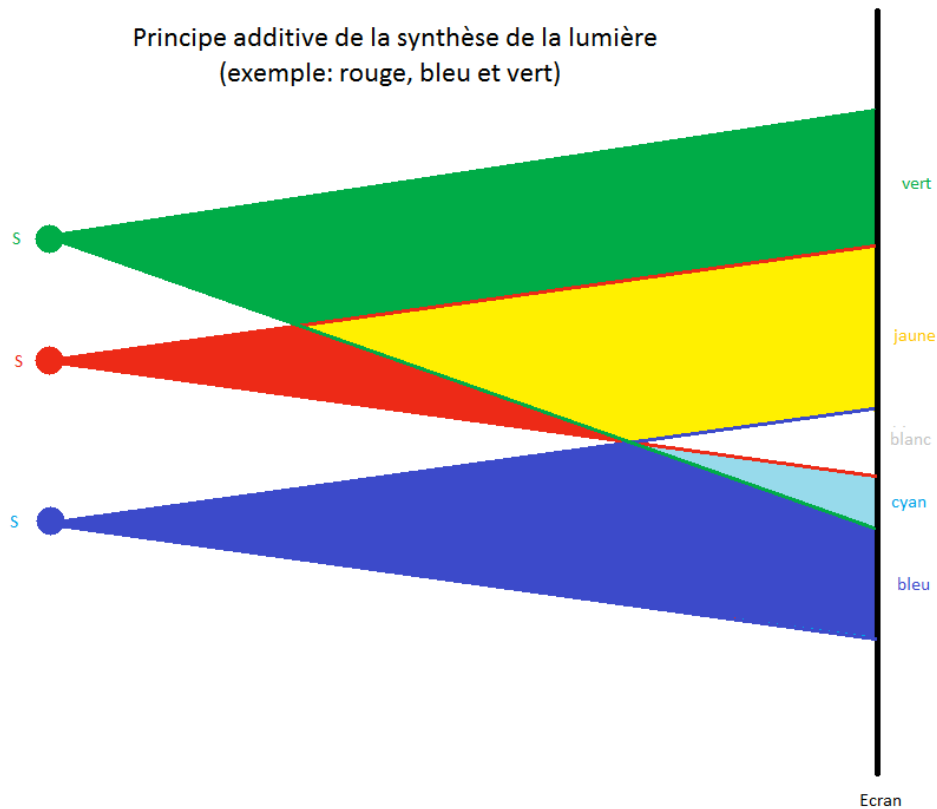 Principe additive de la synthèse de la lumière
(exemple: rouge, bleu et vert)
vert
S
jaune
S
blanc
cyan
S
bleu
Ecran